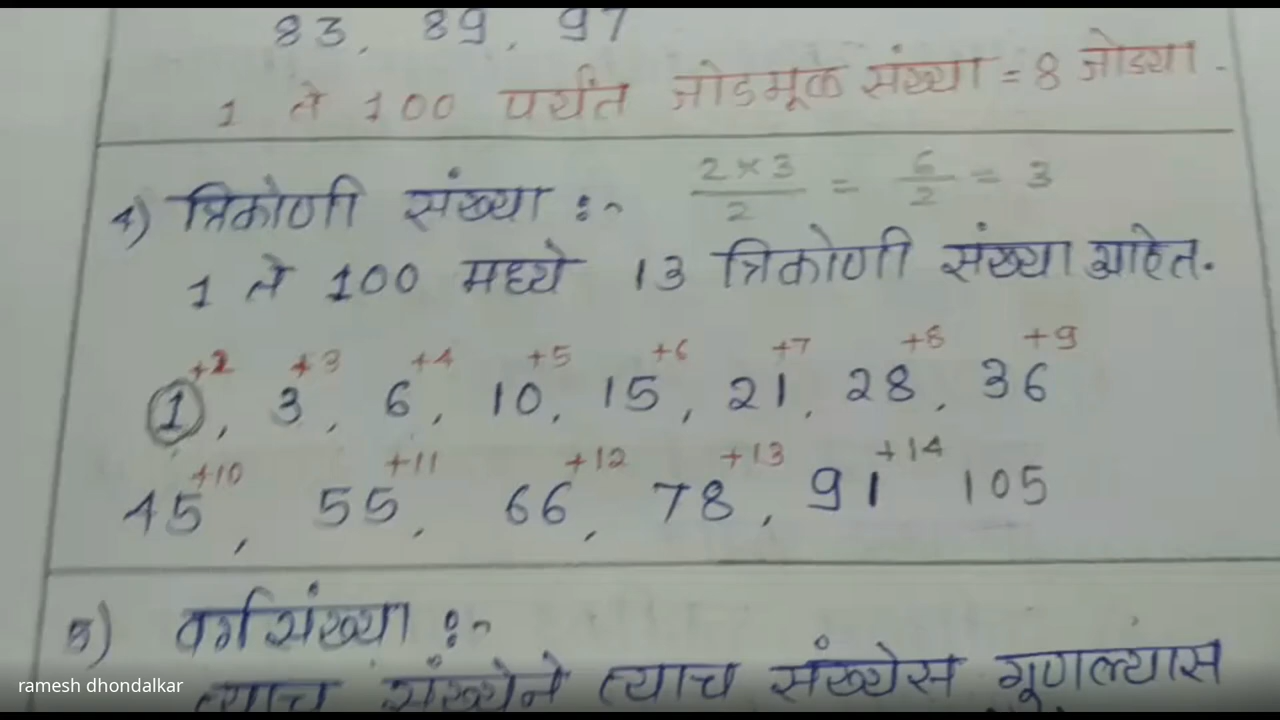 83, 89, 97
1 ते 100 पर्यंत जोडमूळ संख्या = 8 जोड्या.
4) त्रिकोणी संख्या :- 2×3/2 = 6/2 = 3
1 ते 100 मध्ये 13 त्रिकोणी संख्या आहेत.
+2 +3 +4 +5 +6 +7 +8 +9
1, 3, 6, 10, 15, 21, 28, 36
+10 +11 +12 +13 +14
45, 55, 66, 78, 91 105
5) वर्गसंख्या :-
त्याच संख्येने त्याच संख्येस गूणल्यास
ramesh dhondalkar